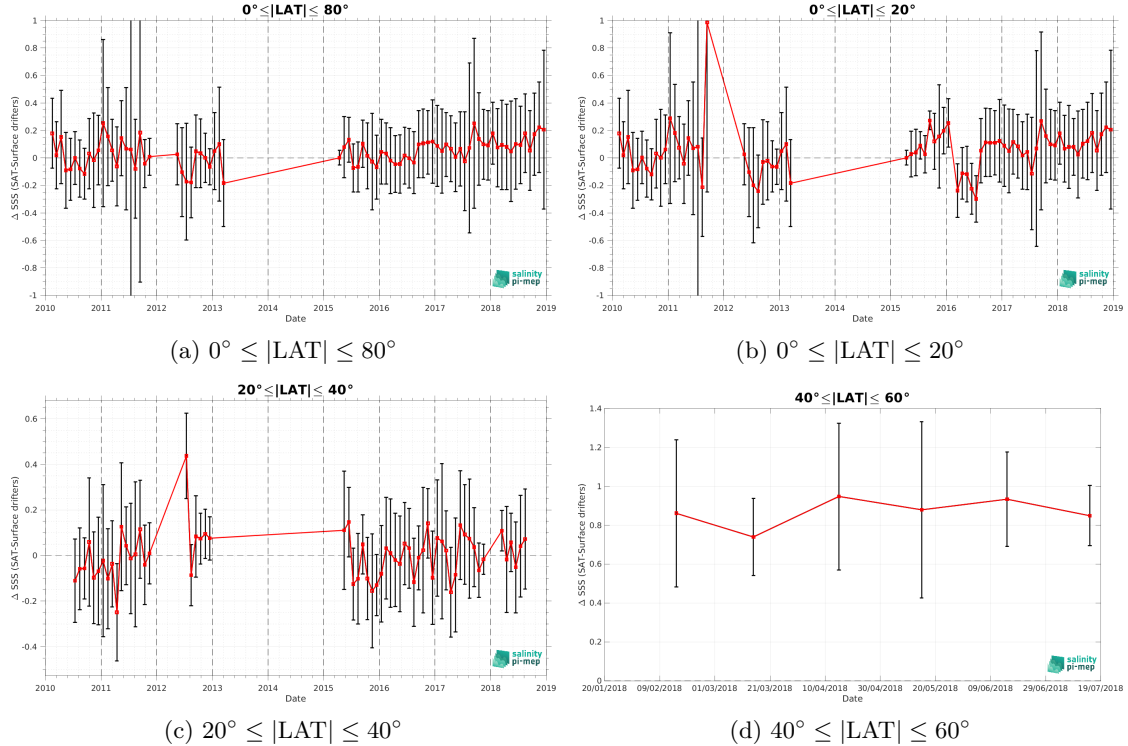 0°≤|LAT|≤ 80°
1
0.8
0.6
0.4
0.2
0
-0.2
-0.4
-0.6
-0.8
-1
Δ SSS (SAT-Surface drifters)
2010 2011 2012 2013 2014 2015 2016 2017 2018 2019
Date
salinity
pi-mep
(a) 0° ≤ |LAT| ≤ 80°
0°≤|LAT|≤ 20°
1
0.8
0.6
0.4
0.2
0
-0.2
-0.4
-0.6
-0.8
-1
Δ SSS (SAT-Surface drifters)
2010 2011 2012 2013 2014 2015 2016 2017 2018 2019
Date
salinity
pi-mep
(b) 0° ≤ |LAT| ≤ 20°
20°≤|LAT|≤ 40°
0.6
0.4
0.2
0
-0.2
-0.4
Δ SSS (SAT-Surface drifters)
2010 2011 2012 2013 2014 2015 2016 2017 2018 2019
Date
salinity
pi-mep
(c) 20° ≤ |LAT| ≤ 40°
40°≤|LAT|≤ 60°
1.4
1.2
1
0.8
0.6
0.4
0.2
0
Δ SSS (SAT-Surface drifters)
20/01/2018 09/02/2018 01/03/2018 21/03/2018 10/04/2018 30/04/2018 20/05/2018 09/06/2018 29/06/2018 19/07/2018
Date
salinity
pi-mep
(d) 40° ≤ |LAT| ≤ 60°